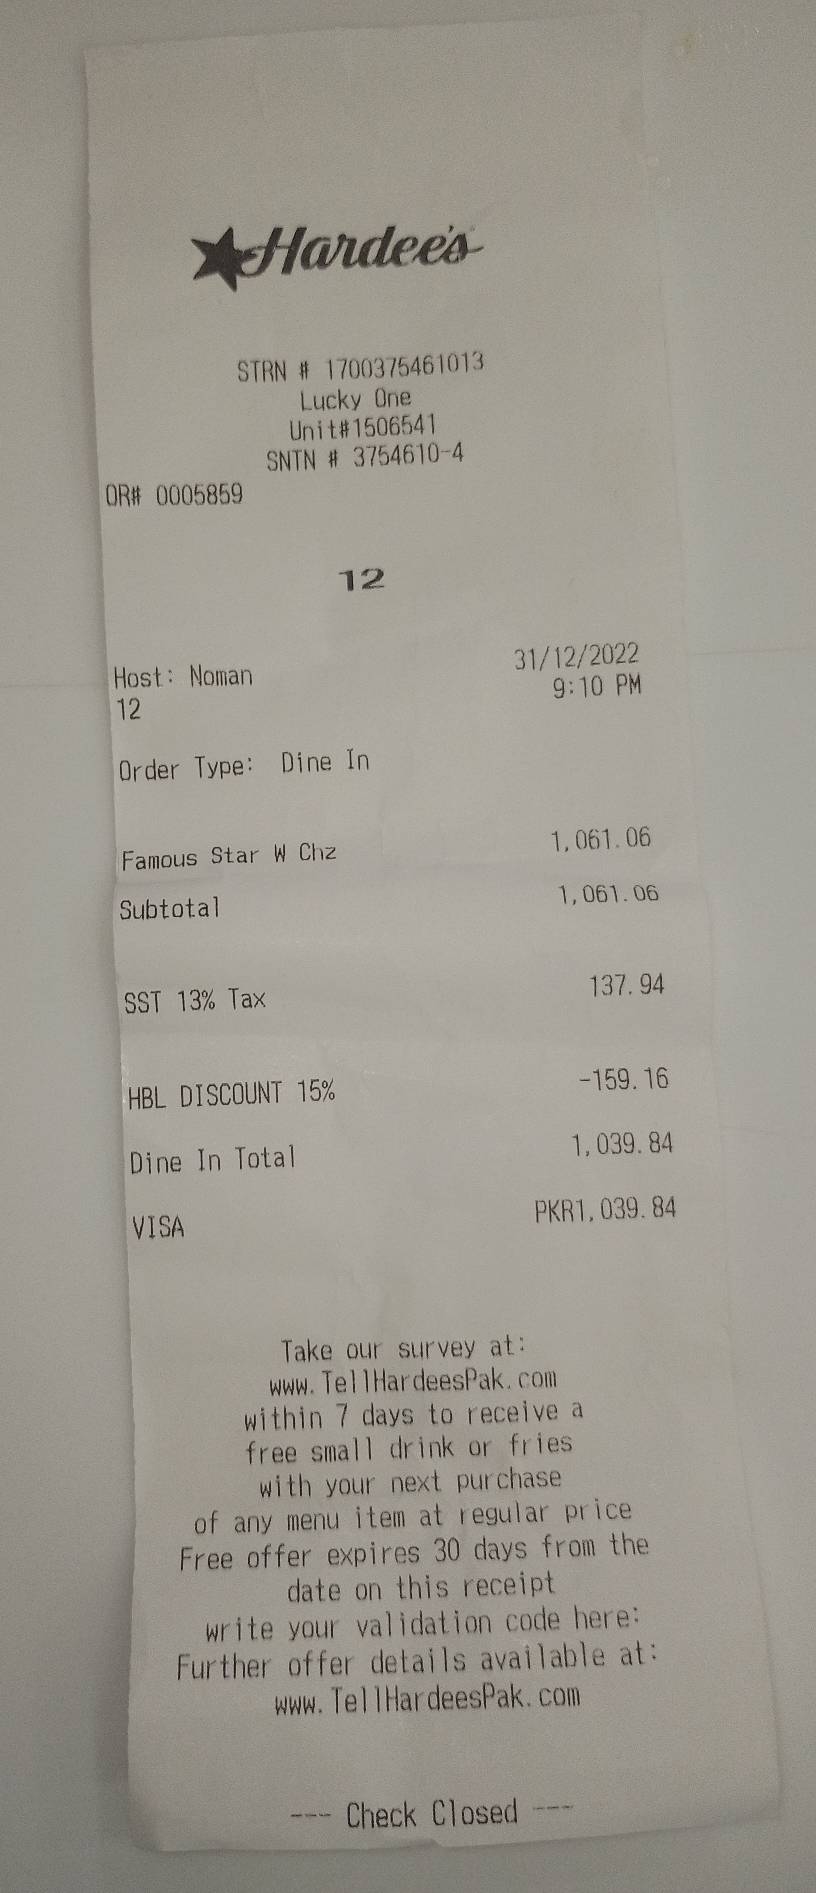 Hardee's
STRN # 1700375461013
Lucky One
Unit#1506541
SNTN # 3754610-4
OR# 0005859
12
Host: Noman 31/12/2022
12 9:10 PM
Order Type: Dine In
Famous Star W Chz 1,061.06
Subtotal 1,061.06
SST 13% Tax 137.94
HBL DISCOUNT 15% -159.16
Dine In Total 1,039.84
VISA PKR1,039.84
Take our survey at:
www.TellHardeesPak.com
within 7 days to receive a
free small drink or fries
with your next purchase
of any menu item at regular price
Free offer expires 30 days from the
date on this receipt
write your validation code here:
Further offer details available at:
www.TellHardeesPak.com
--- Check Closed ---